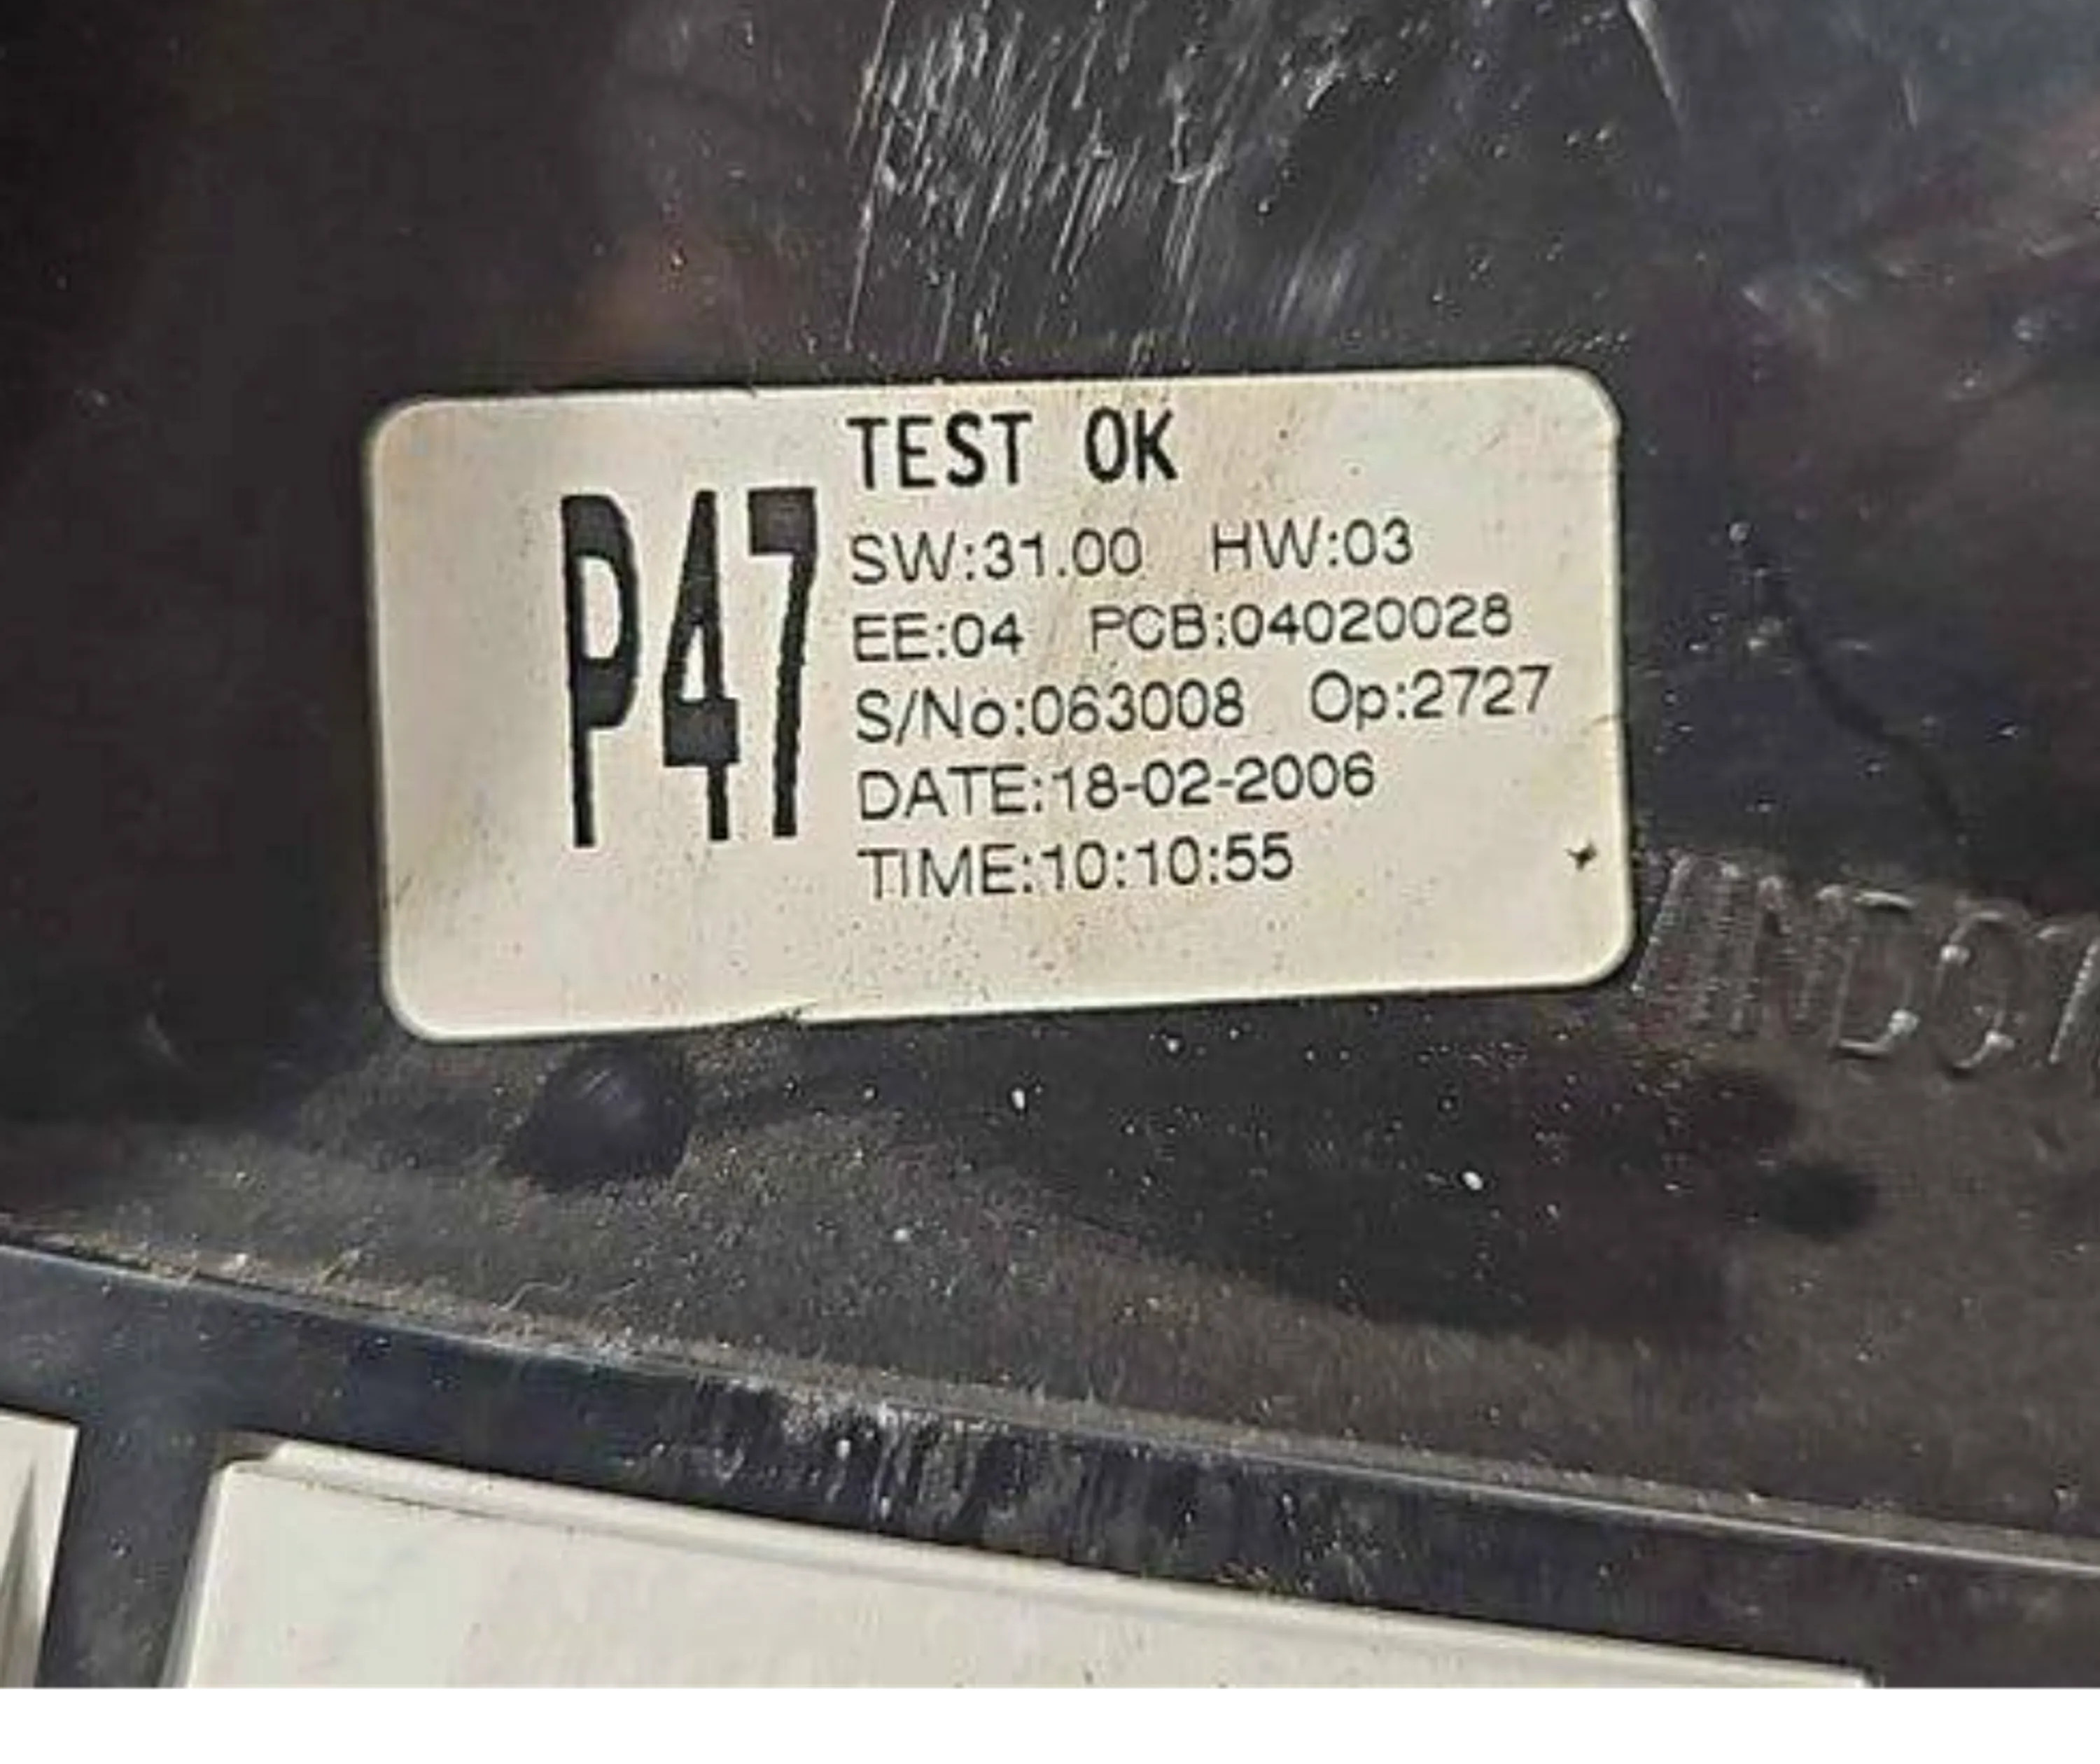 TEST OK
P47
SW:31.00 HW:03
EE:04 PCB:04020028
S/No:063008 Op:2727
DATE:18-02-2006
TIME:10:10:55